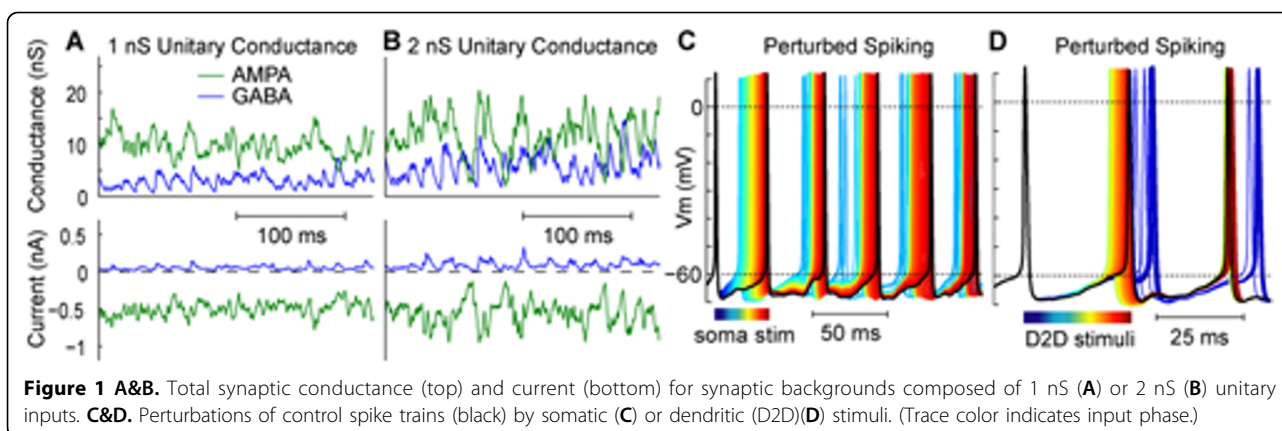 A 1 nS Unitary Conductance
B 2 nS Unitary Conductance
C Perturbed Spiking
D Perturbed Spiking
Conductance (nS)
20
10
0
AMPA
GABA
100 ms
100 ms
Current (nA)
0.5
0
−0.5
−1
Vm (mV)
0
−60
soma stim
50 ms
D2D stimuli
25 ms
Figure 1 A&B. Total synaptic conductance (top) and current (bottom) for synaptic backgrounds composed of 1 nS (A) or 2 nS (B) unitary
inputs. C&D. Perturbations of control spike trains (black) by somatic (C) or dendritic (D2D)(D) stimuli. (Trace color indicates input phase.)